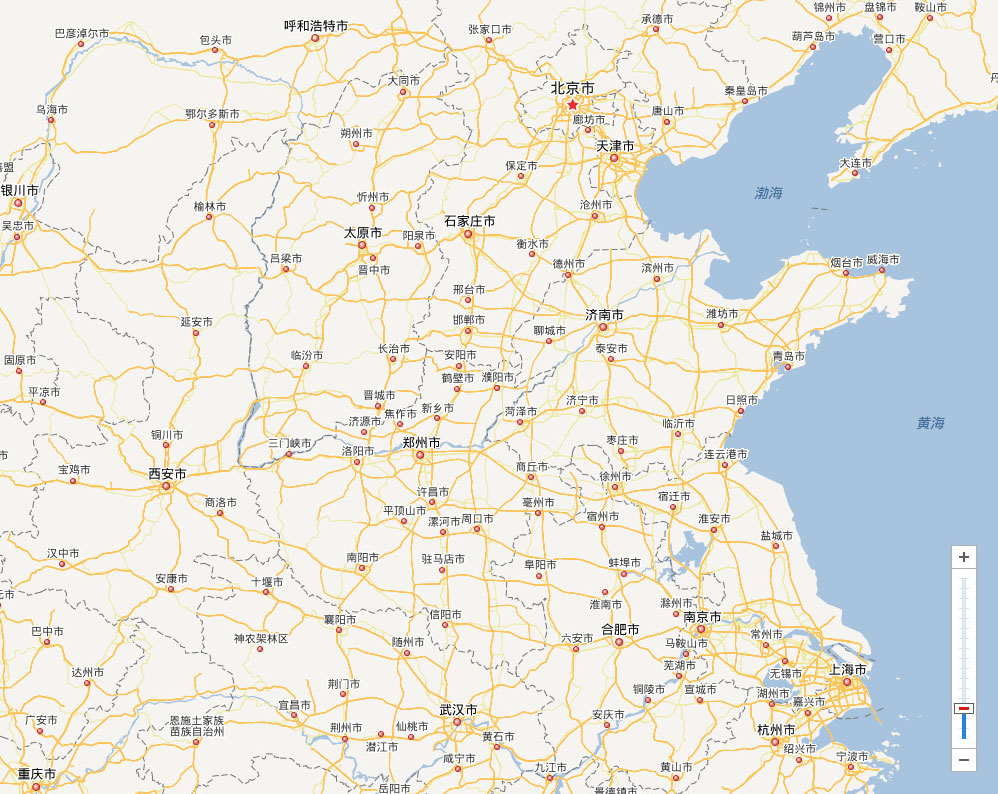 锦州市
盘锦市
鞍山市
承德市
呼和浩特市
张家口市
巴彦淖尔市
包头市
葫芦岛市
营口市
大同市
北京市
秦皇岛市
乌海市
鄂尔多斯市
唐山市
廊坊市
朔州市
天津市
大连市
保定市
银川市
忻州市
渤海
榆林市
沧州市
石家庄市
吴忠市
太原市
阳泉市
衡水市
吕梁市
晋中市
德州市
滨州市
烟台市
威海市
邢台市
延安市
邯郸市
聊城市
济南市
潍坊市
固原市
临汾市
长治市
安阳市
泰安市
青岛市
鹤壁市
濮阳市
平凉市
晋城市
新乡市
菏泽市
济宁市
日照市
济源市
焦作市
临沂市
黄海
铜川市
三门峡市
洛阳市
郑州市
枣庄市
连云港市
宝鸡市
西安市
商丘市
徐州市
商洛市
许昌市
亳州市
宿迁市
平顶山市
漯河市
周口市
宿州市
淮安市
盐城市
汉中市
南阳市
驻马店市
阜阳市
蚌埠市
安康市
十堰市
淮南市
滁州市
巴中市
神农架林区
襄阳市
信阳市
随州市
六安市
合肥市
南京市
马鞍山市
常州市
芜湖市
无锡市
上海市
达州市
荆门市
铜陵市
宣城市
湖州市
嘉兴市
广安市
恩施土家族
苗族自治州
宜昌市
荆州市
潜江市
仙桃市
武汉市
黄石市
安庆市
杭州市
绍兴市
宁波市
重庆市
咸宁市
九江市
黄山市
岳阳市
景德镇市